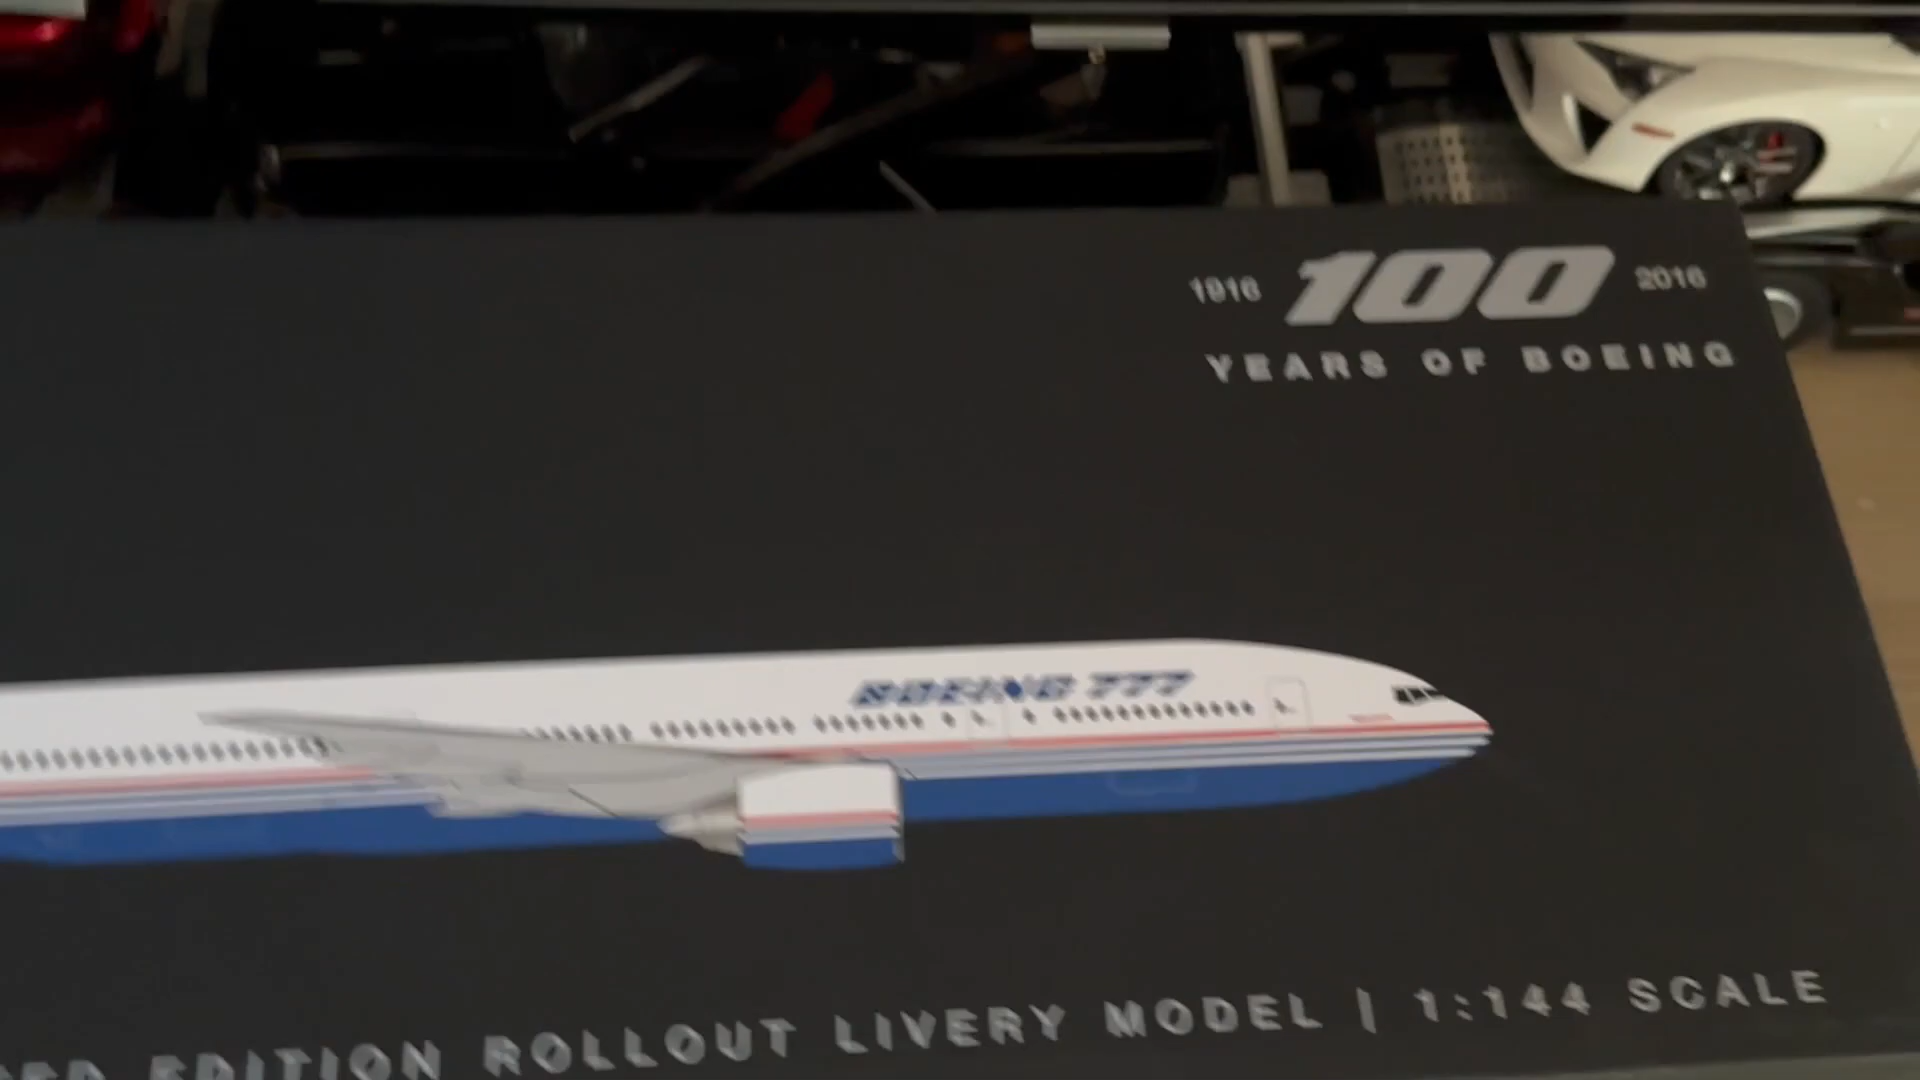 1916 100 2016
YEARS OF BOEING
BOEING 777
EDITION ROLLOUT LIVERY MODEL | 1:144 SCALE